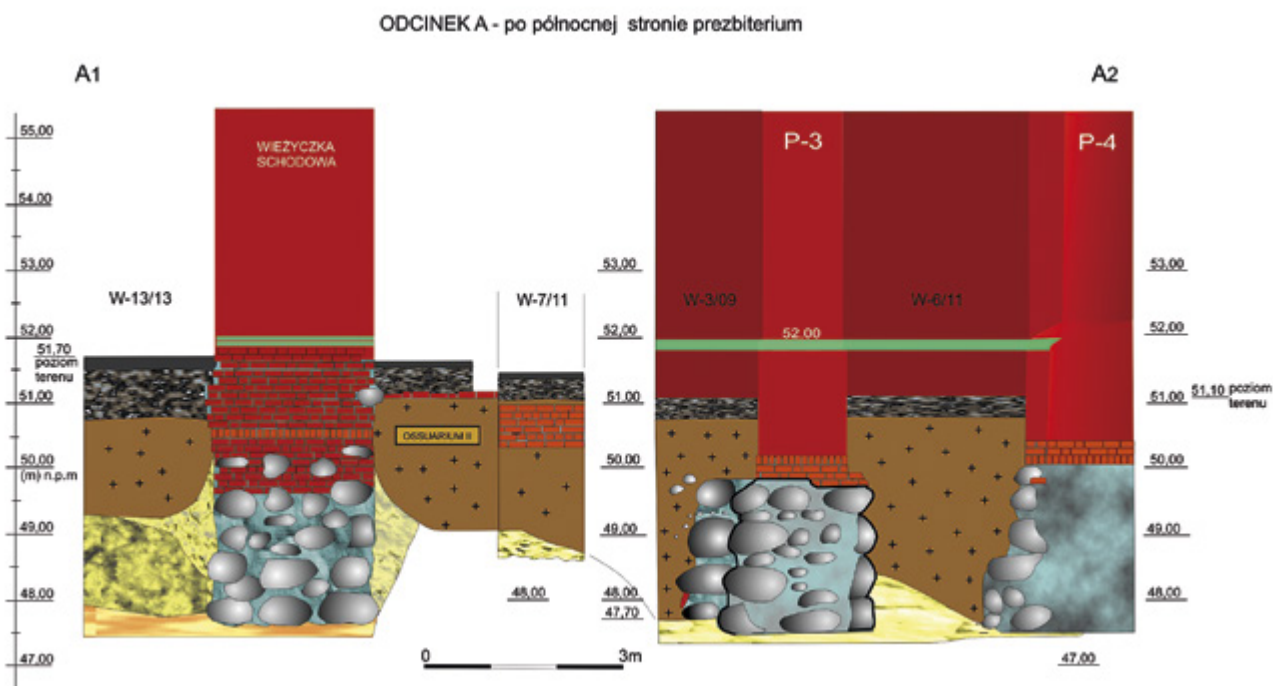 ODCINEK A - po północnej stronie prezbiterium
A1
A2
55,00
54,00
53,00
52,00
51,70
poziom
terenu
51,00
50,00
(m) n.p.m
49,00
48,00
47,00
WIEŻYCZKA
SCHODOWA
W-13/13
OSSUARIUM II
W-7/11
48,00
53,00
52,00
51,00
50,00
49,00
48,00
47,70
P-3
P-4
W-3/09
W-6/11
52,00
53,00
52,00
51,10 poziom
terenu
51,00
50,00
49,00
48,00
47,00
0
3m